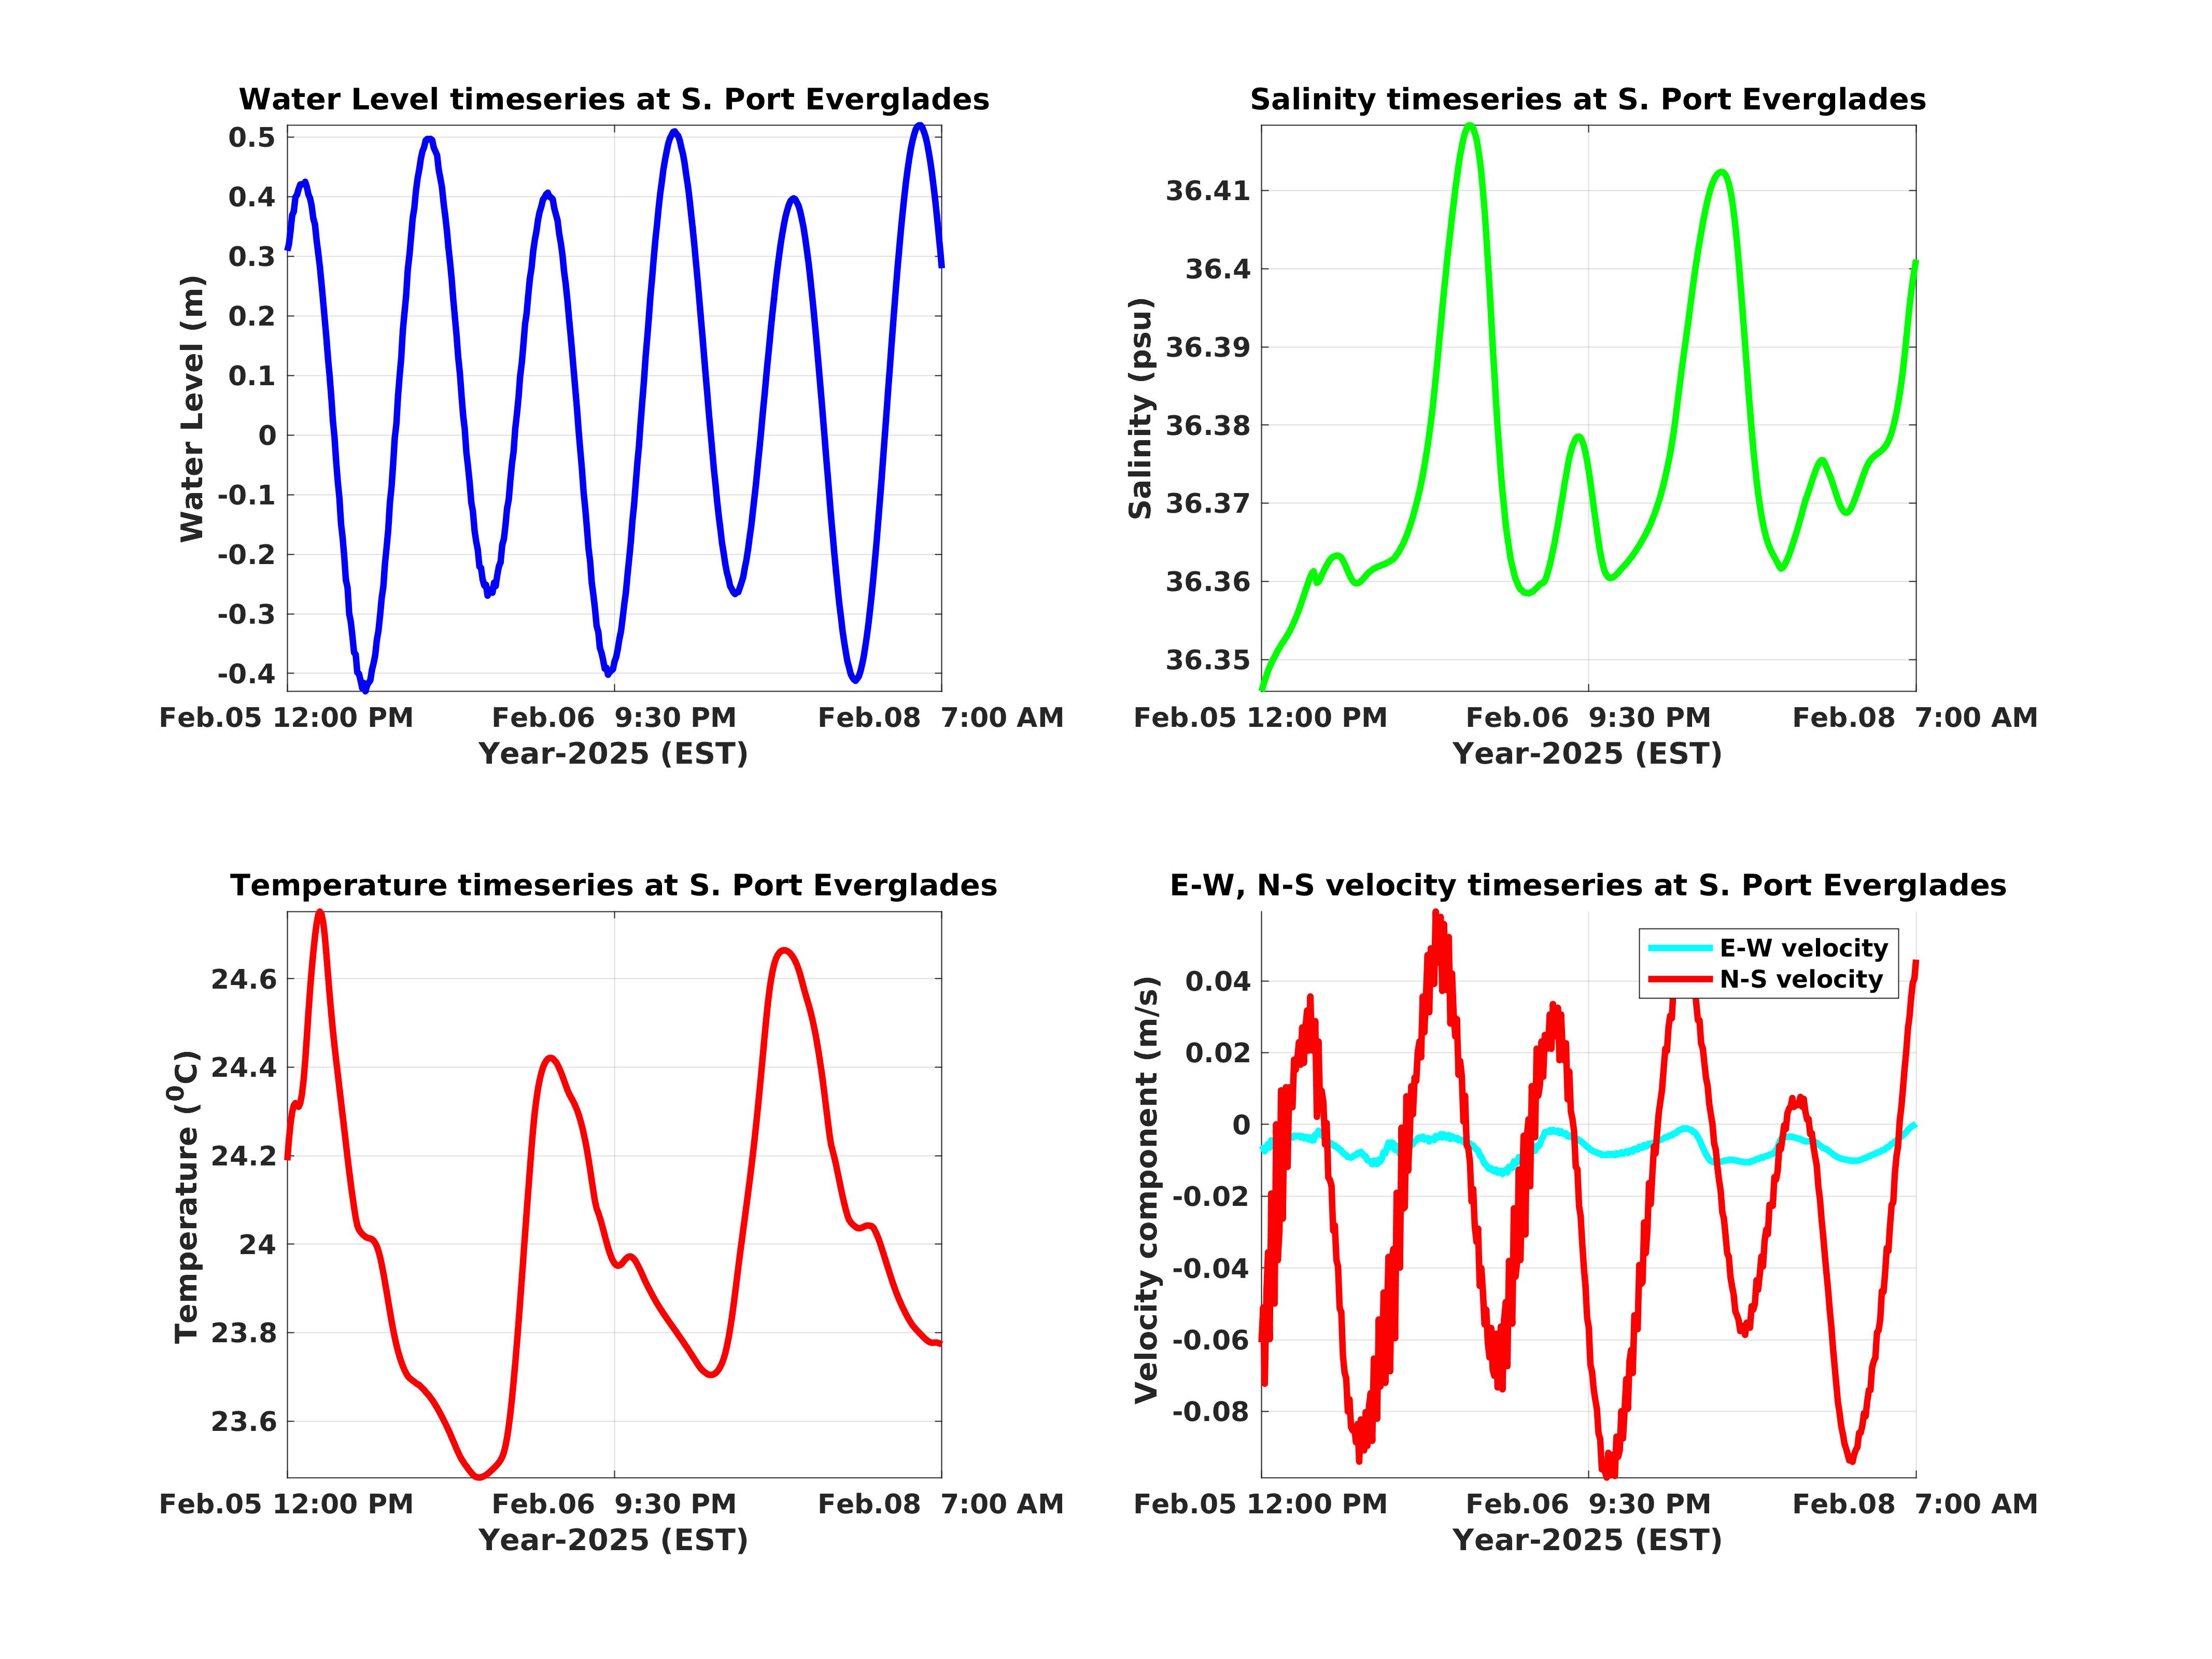 Water Level timeseries at S. Port Everglades
0.5
0.4
0.3
0.2
0.1
0
-0.1
-0.2
-0.3
-0.4
Water Level (m)
Feb.05 12:00 PM Feb.06 9:30 PM Feb.08 7:00 AM
Year-2025 (EST)
Salinity timeseries at S. Port Everglades
36.41
36.4
36.39
36.38
36.37
36.36
36.35
Salinity (psu)
Feb.05 12:00 PM Feb.06 9:30 PM Feb.08 7:00 AM
Year-2025 (EST)
Temperature timeseries at S. Port Everglades
24.6
24.4
24.2
24
23.8
23.6
Temperature (⁰C)
Feb.05 12:00 PM Feb.06 9:30 PM Feb.08 7:00 AM
Year-2025 (EST)
E-W, N-S velocity timeseries at S. Port Everglades
E-W velocity
N-S velocity
0.04
0.02
0
-0.02
-0.04
-0.06
-0.08
Velocity component (m/s)
Feb.05 12:00 PM Feb.06 9:30 PM Feb.08 7:00 AM
Year-2025 (EST)